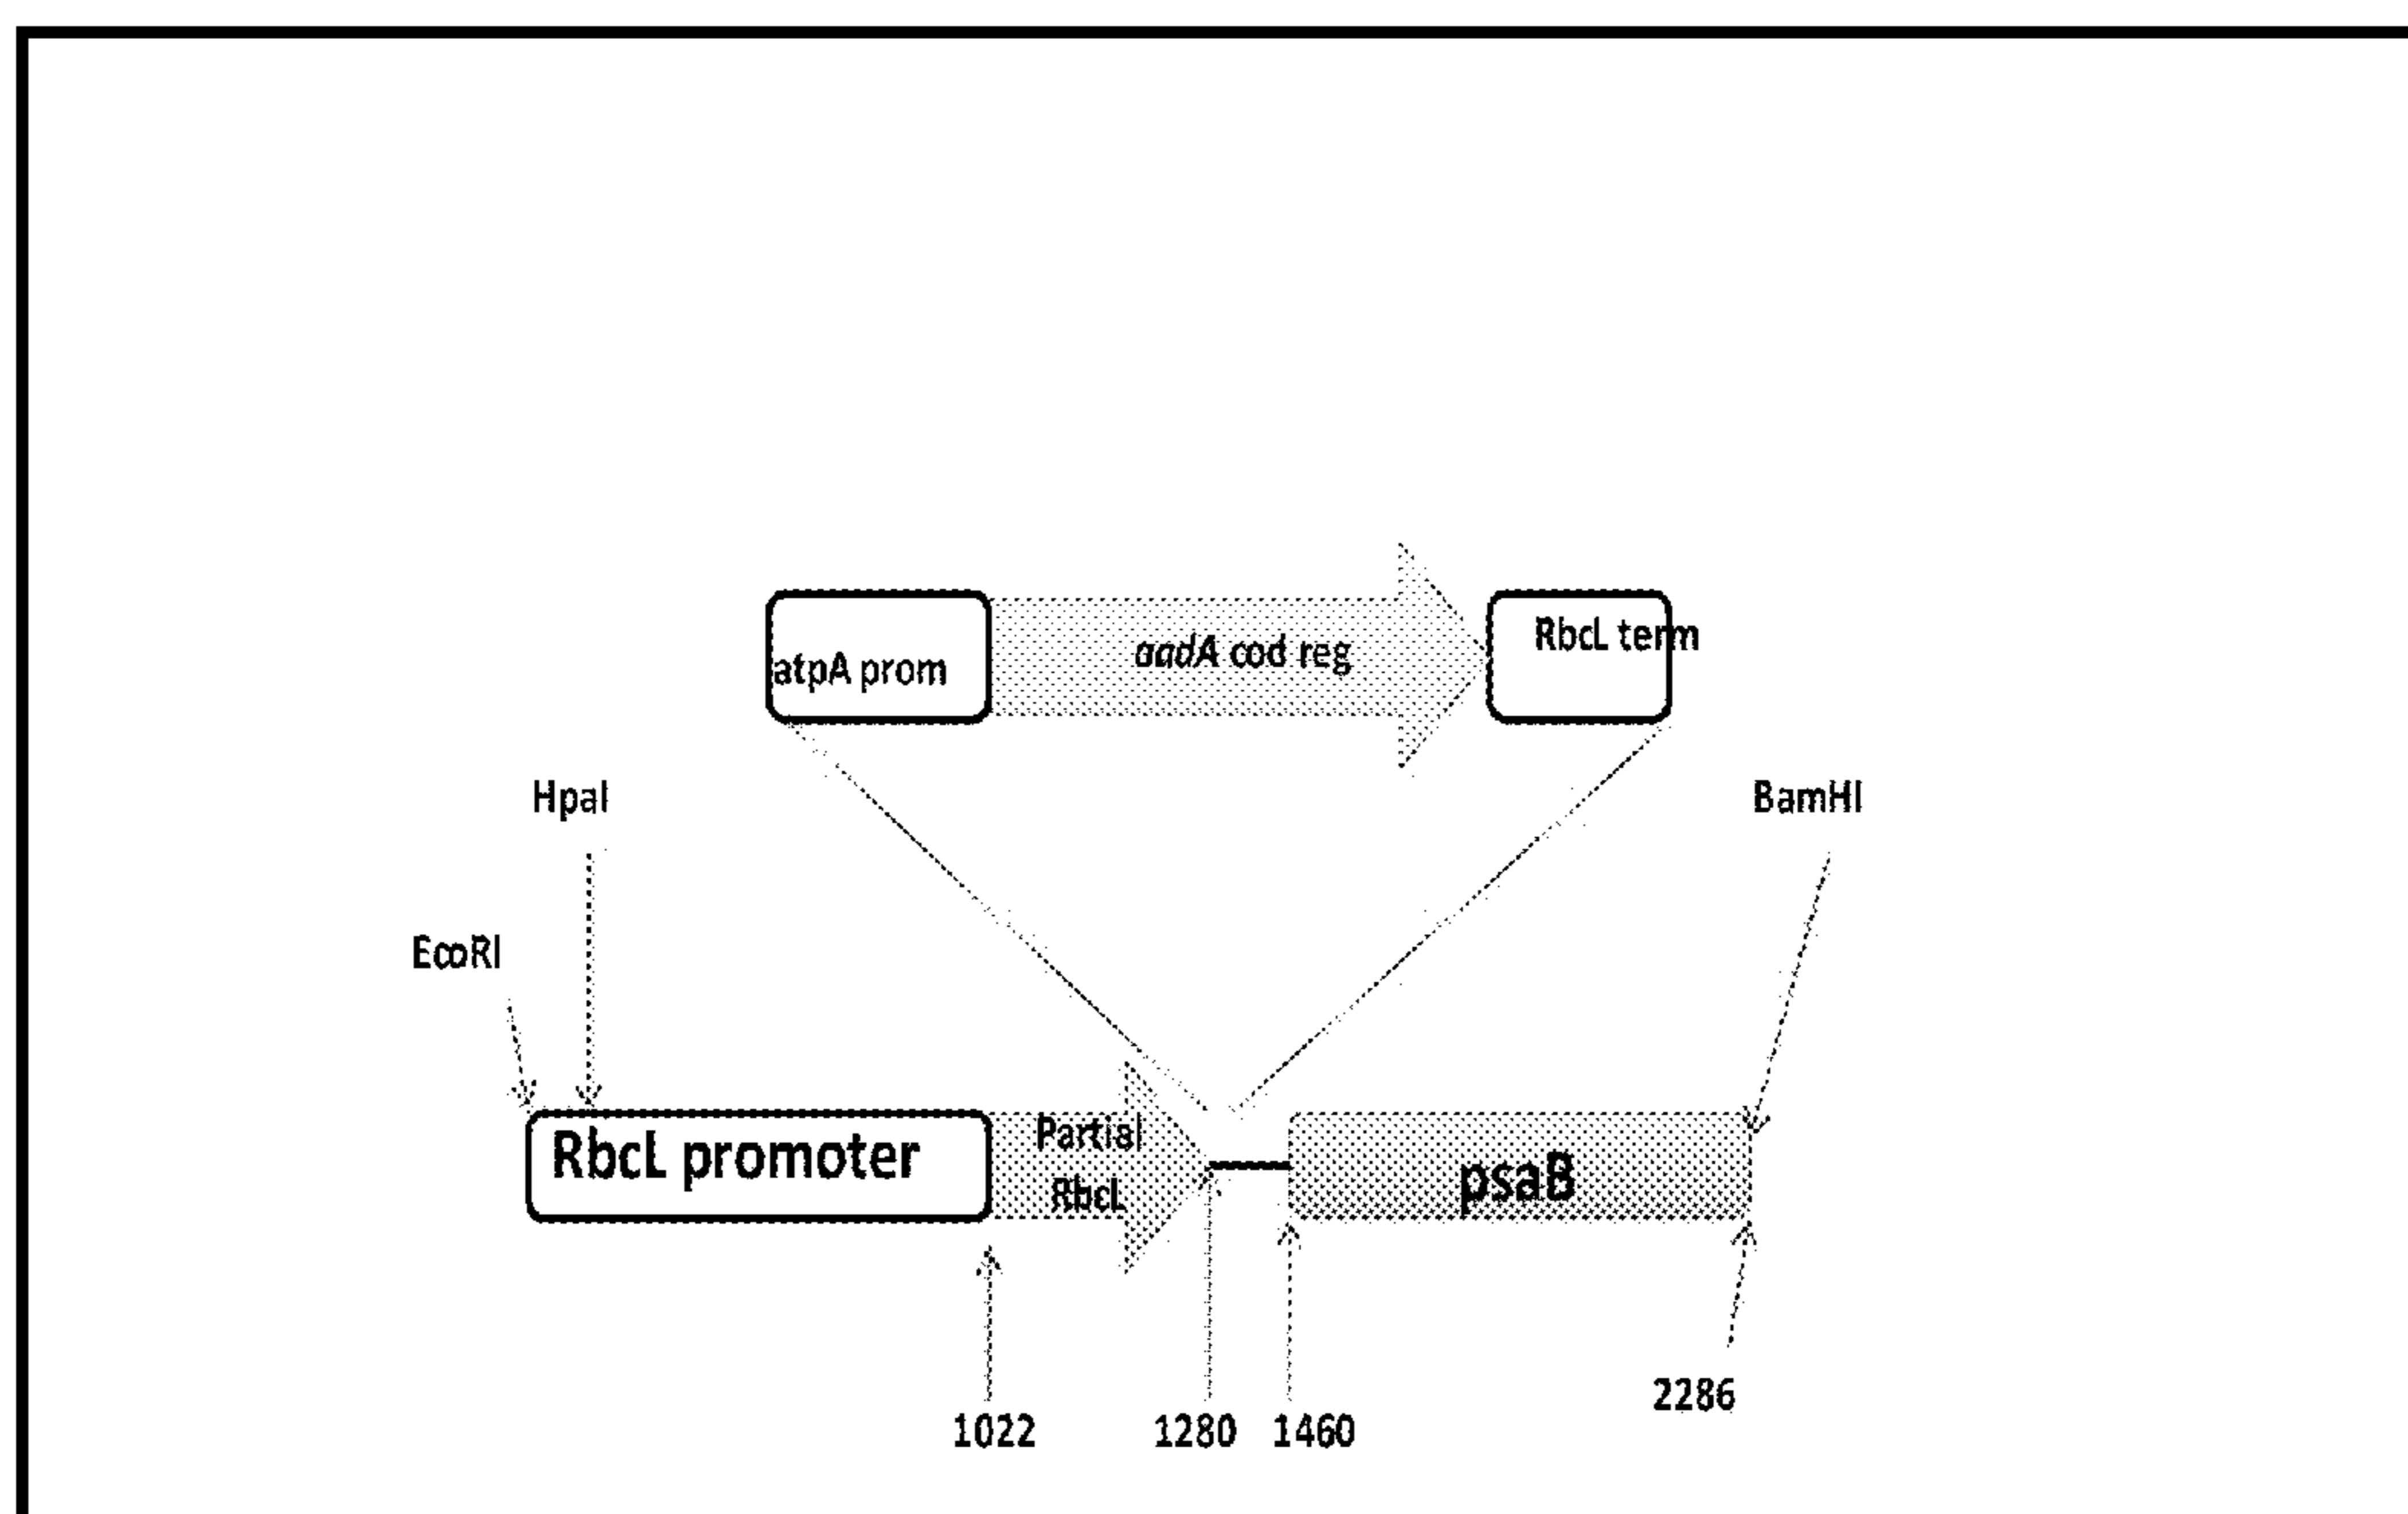 atpA prom
aadA cod reg
RbcL term
HpaI
BamHI
EcoRI
RbcL promoter
Partial
RbcL
psaB
1022
1280
1460
2286